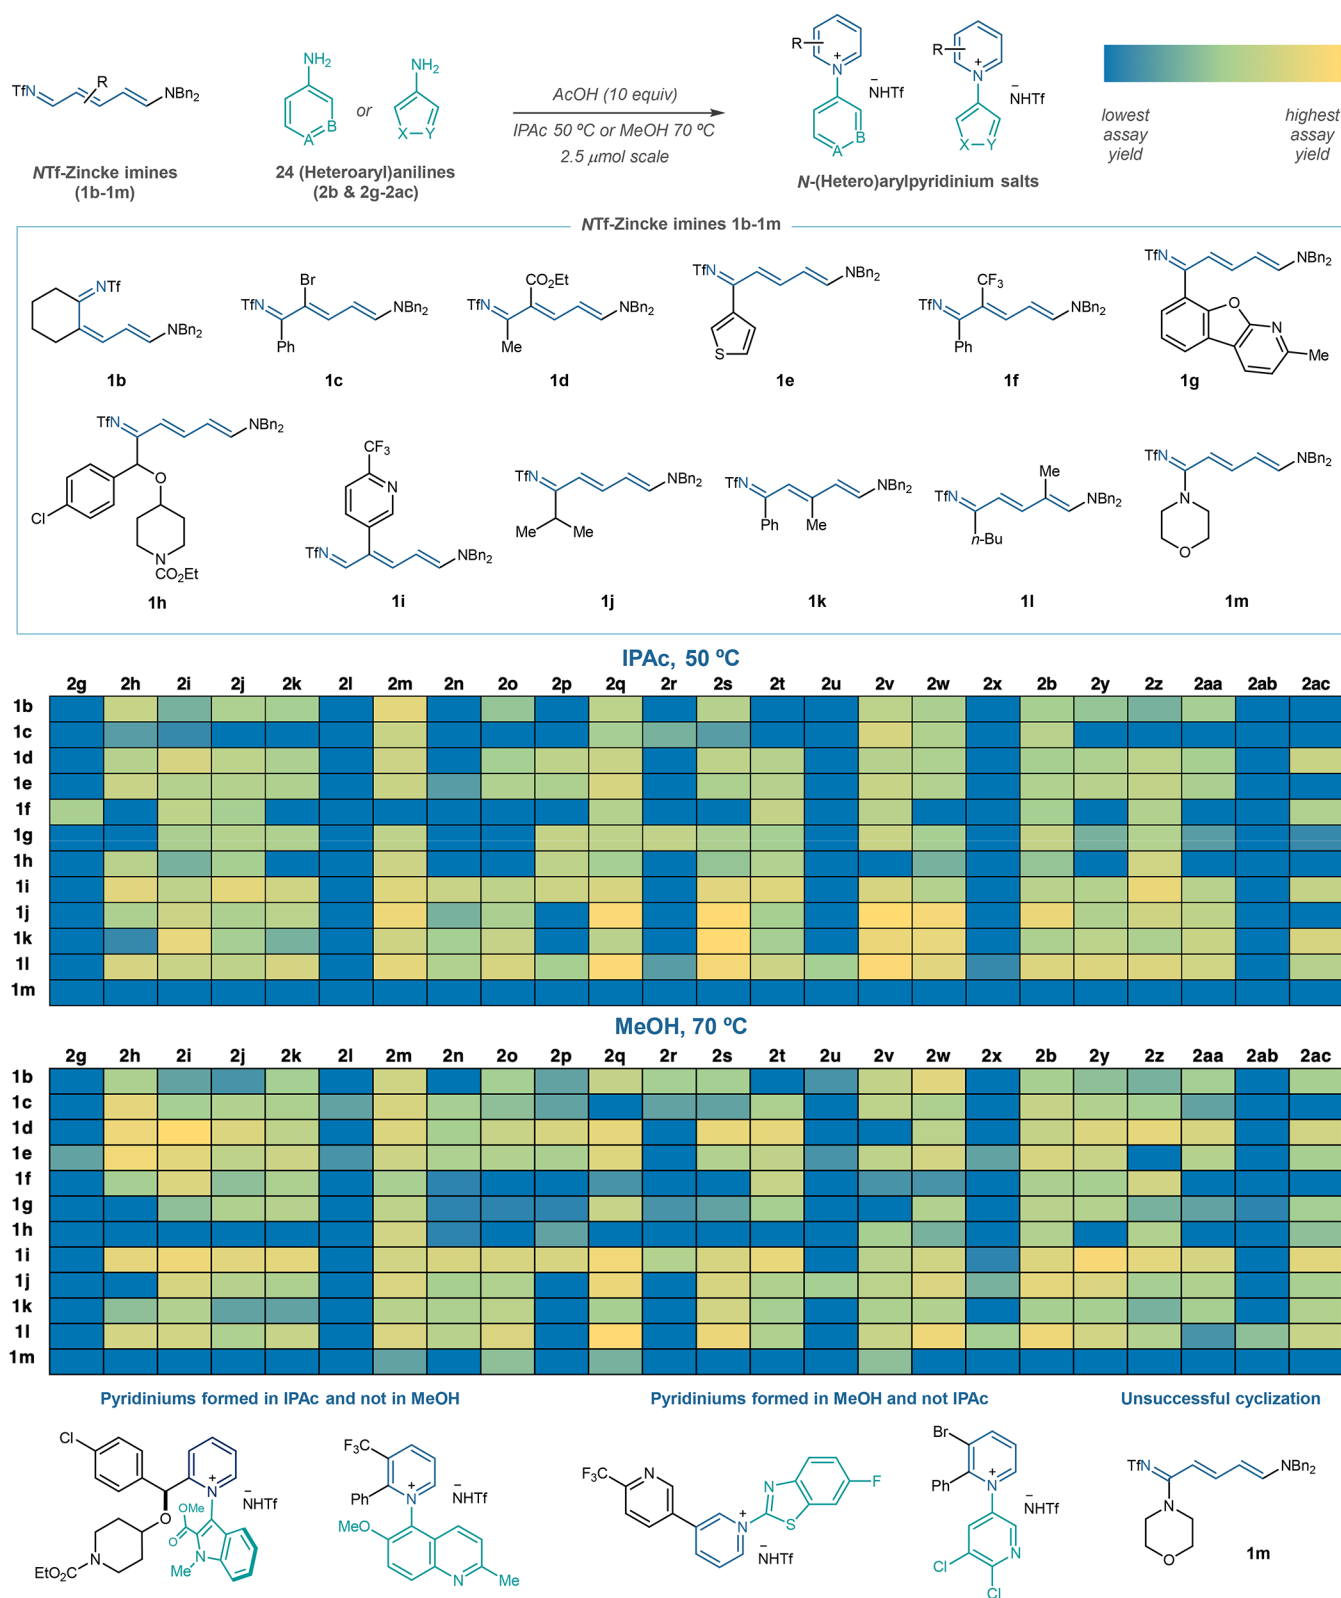 TfN
R
NBn2
NTf-Zincke imines
(1b-1m)
NH2
A
B
or
NH2
X
Y
24 (Heteroaryl)anilines
(2b & 2g-2ac)
AcOH (10 equiv)
IPAc 50 ºC or MeOH 70 ºC
2.5 μmol scale
R
N
+
A
B
–
NHTf
R
N
+
X
Y
–
NHTf
N-(Hetero)arylpyridinium salts
lowest
assay
yield
highest
assay
yield
NTf-Zincke imines 1b-1m
NTf
NBn2
1b
TfN
Br
Ph
NBn2
1c
TfN
CO2Et
Me
NBn2
1d
TfN
NBn2
S
1e
TfN
CF3
Ph
NBn2
1f
TfN
NBn2
O
N
Me
1g
TfN
NBn2
O
Cl
N
CO2Et
1h
CF3
N
TfN
NBn2
1i
TfN
NBn2
Me
Me
1j
TfN
NBn2
Ph
Me
1k
Me
TfN
NBn2
n-Bu
1l
TfN
NBn2
N
O
1m
IPAc, 50 ºC
2g 2h 2i 2j 2k 2l 2m 2n 2o 2p 2q 2r 2s 2t 2u 2v 2w 2x 2b 2y 2z 2aa 2ab 2ac
1b
1c
1d
1e
1f
1g
1h
1i
1j
1k
1l
1m
MeOH, 70 ºC
2g 2h 2i 2j 2k 2l 2m 2n 2o 2p 2q 2r 2s 2t 2u 2v 2w 2x 2b 2y 2z 2aa 2ab 2ac
1b
1c
1d
1e
1f
1g
1h
1i
1j
1k
1l
1m
Pyridiniums formed in IPAc and not in MeOH
Cl
N
+
–
NHTf
OMe
O
O
N
Me
N
EtO2C
F3C
Ph
N
+
–
NHTf
MeO
N
Me
Pyridiniums formed in MeOH and not IPAc
F3C
N
N
+
N
S
F
–
NHTf
Br
Ph
N
+
–
NHTf
N
Cl
Cl
Unsuccessful cyclization
TfN
NBn2
N
O
1m